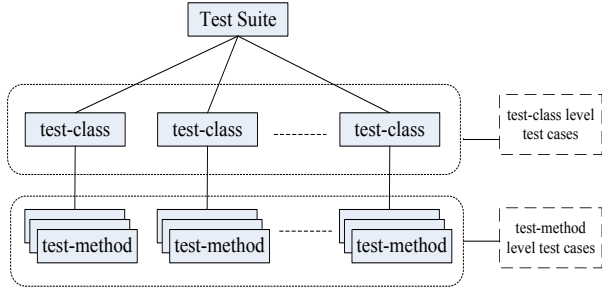 Test Suite
test-class
test-class
test-class
test-class level
test cases
test-method
test-method
test-method
test-method
level test cases